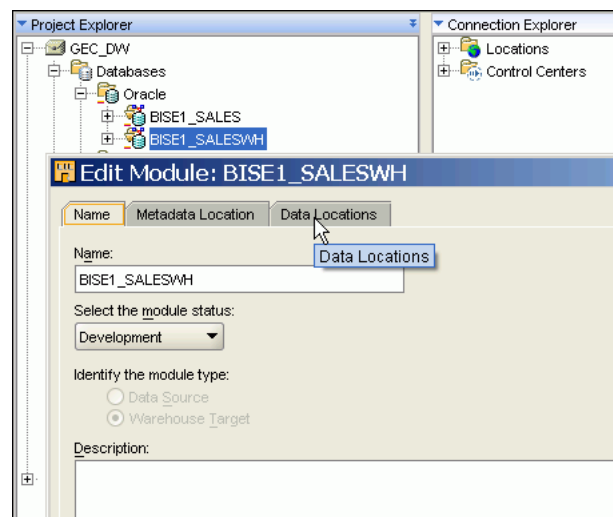 Project Explorer
Connection Explorer
GEC_DW
Databases
Oracle
BISE1_SALES
BISE1_SALESWH
Locations
Control Centers
Edit Module: BISE1_SALESWH
Name
Metadata Location
Data Locations
Data Locations
Name:
BISE1_SALESWH
Select the module status:
Development
Identify the module type:
Data Source
Warehouse Target
Description: